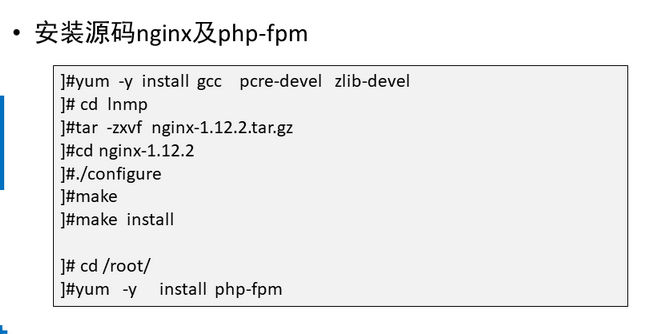 • 安装源码nginx及php-fpm
]#yum -y install gcc pcre-devel zlib-devel
]# cd lnmp
]#tar -zxvf nginx-1.12.2.tar.gz
]#cd nginx-1.12.2
]#./configure
]#make
]#make install
]# cd /root/
]#yum -y install php-fpm